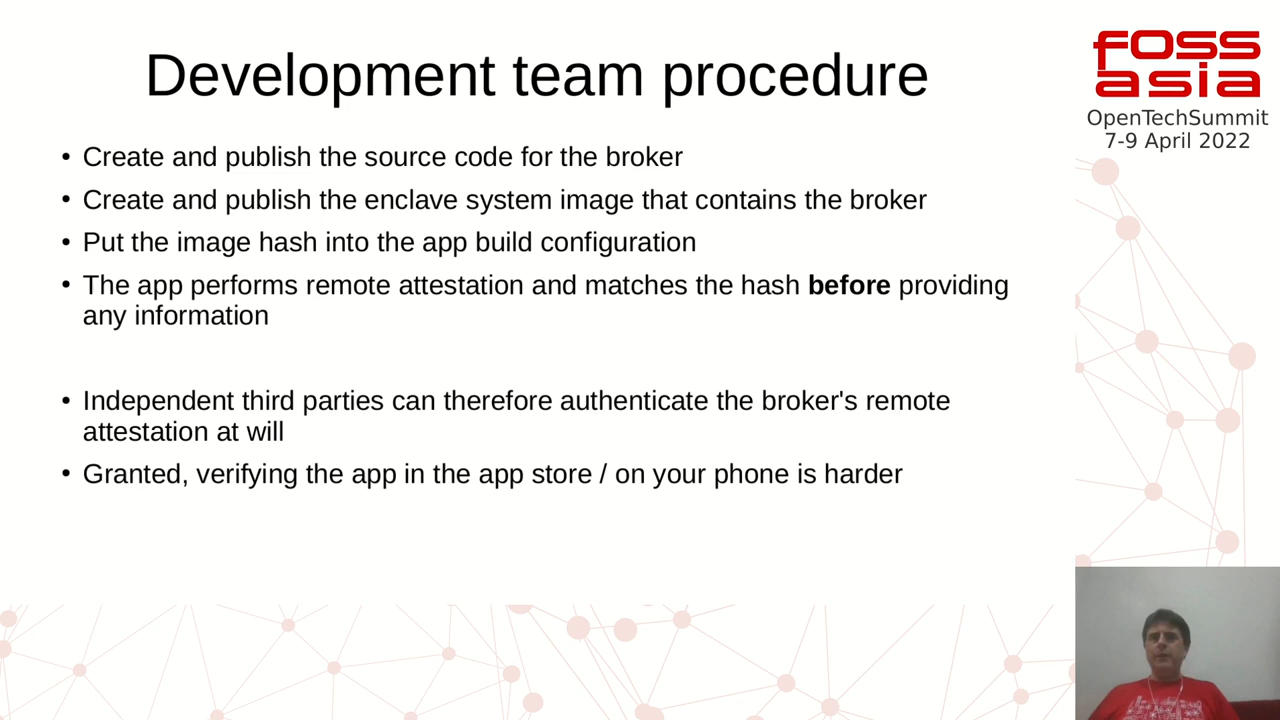 Development team procedure
• Create and publish the source code for the broker
• Create and publish the enclave system image that contains the broker
• Put the image hash into the app build configuration
• The app performs remote attestation and matches the hash before providing
any information
• Independent third parties can therefore authenticate the broker's remote
attestation at will
• Granted, verifying the app in the app store / on your phone is harder
foss
asia
OpenTechSummit
7-9 April 2022